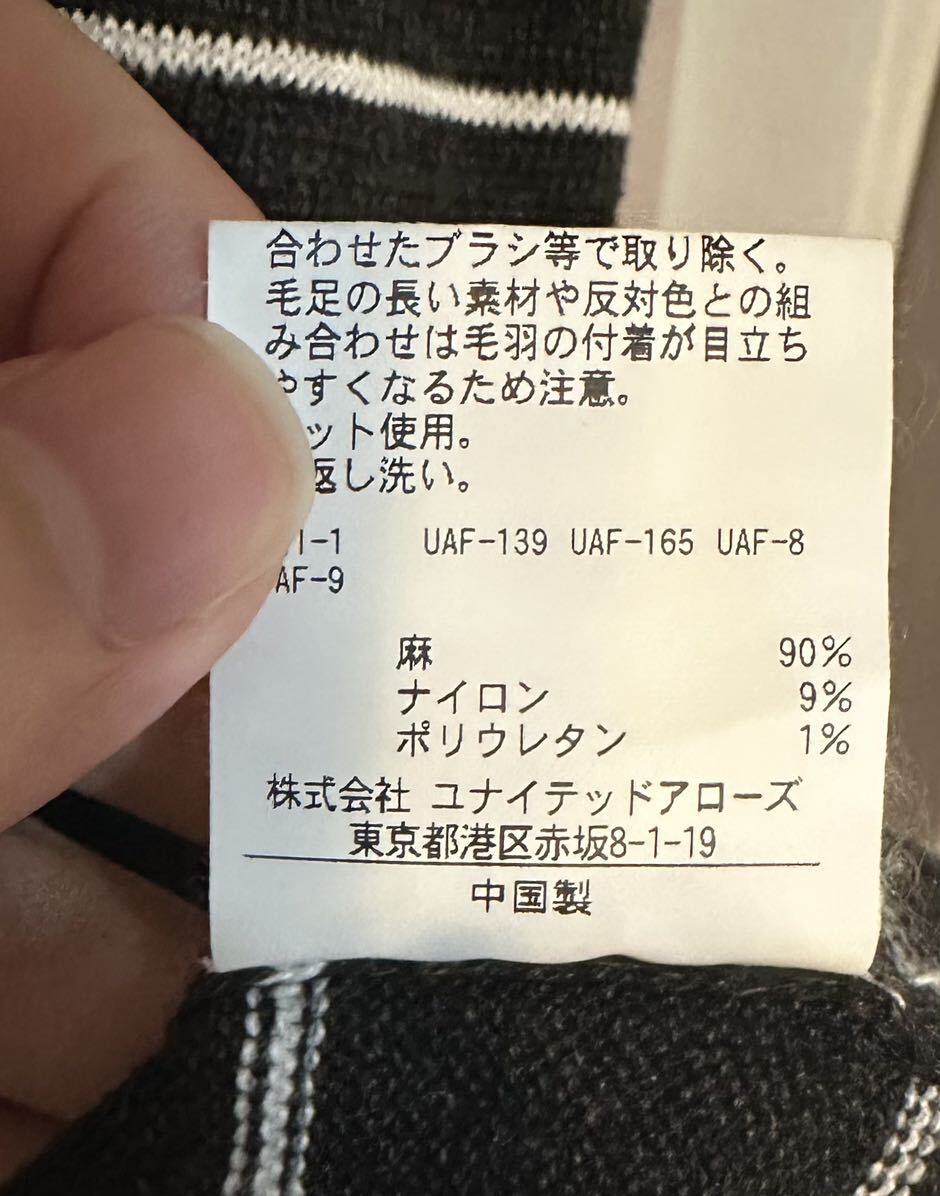 合わせたブラシ等で取り除く。
毛足の長い素材や反対色との組
み合わせは毛羽の付着が目立ち
やすくなるため注意。
ット使用。
返し洗い。
-1 UAF-139 UAF-165 UAF-8
AF-9
麻 90%
ナイロン 9%
ポリウレタン 1%
株式会社 ユナイテッドアローズ
東京都港区赤坂8-1-19
中国製